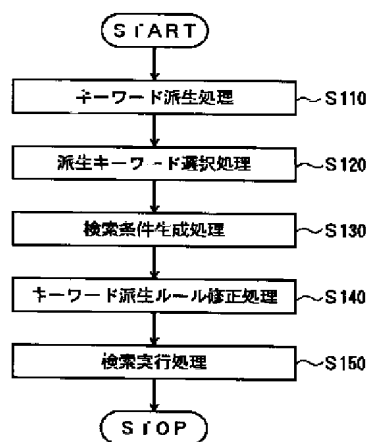 START
キーワード派生処理 S110
派生キーワード選択処理 S120
検索条件生成処理 S130
キーワード派生ルール修正処理 S140
検索実行処理 S150
STOP